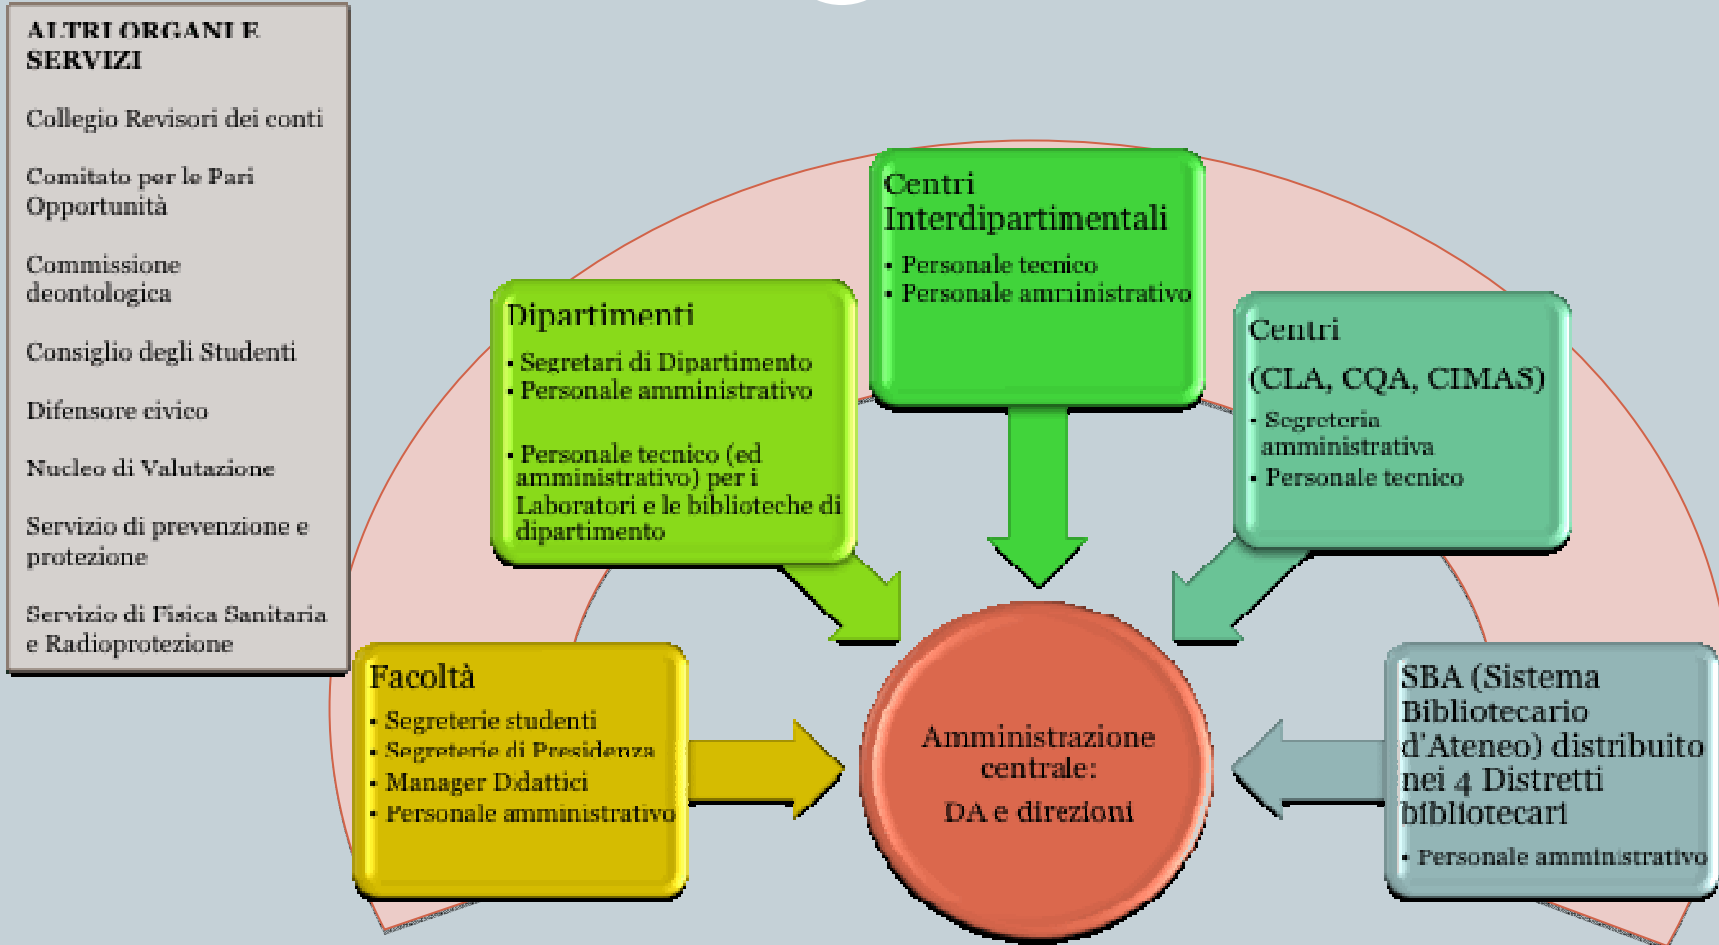 ALTRI ORGANI E
SERVIZI
Collegio Revisori dei conti
Comitato per le Pari
Opportunità
Commissione
deontologica
Consiglio degli Studenti
Difensore civico
Nucleo di Valutazione
Servizio di prevenzione e
protezione
Servizio di Fisica Sanitaria
e Radioprotezione
Facoltà
• Segreterie studenti
• Segreterie di Presidenza
• Manager Didattici
• Personale amministrativo
Dipartimenti
• Segretari di Dipartimento
• Personale amministrativo
• Personale tecnico (ed
amministrativo) per i
Laboratori e le biblioteche di
dipartimento
Centri
Interdipartimentali
• Personale tecnico
• Personale amministrativo
Centri
(CLA, CQA, CIMAS)
• Segreteria
amministrativa
• Personale tecnico
SBA (Sistema
Bibliotecario
d'Ateneo) distribuito
nei 4 Distretti
bibliotecari
• Personale amministrativo
Amministrazione
centrale:
DA e direzioni